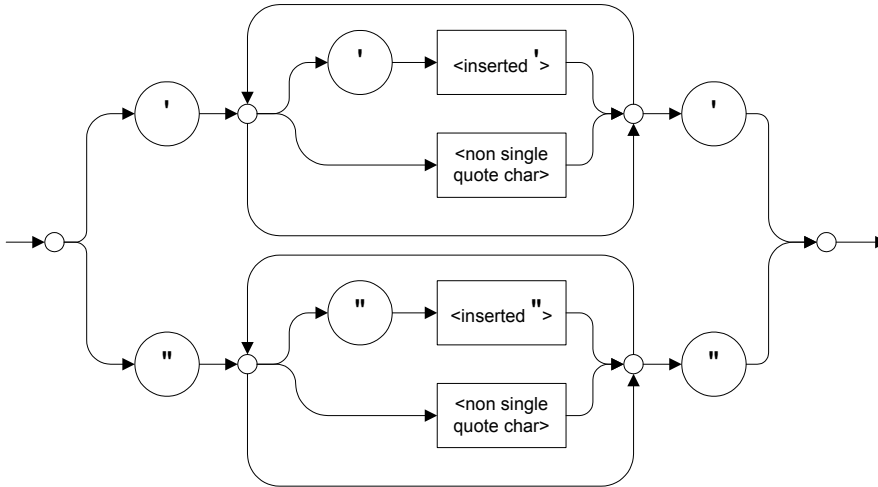 '
<inserted '>
'
'
<non single
quote char>
"
<inserted ">
"
"
<non single
quote char>